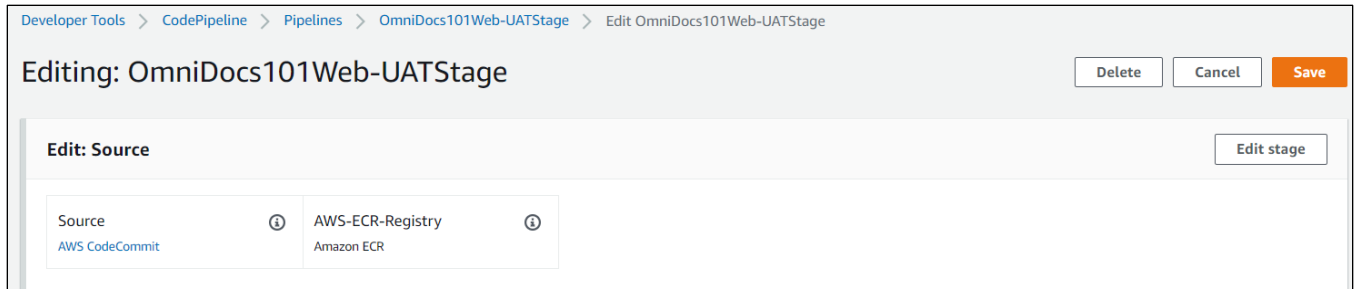 Developer Tools > CodePipeline > Pipelines > OmniDocs101Web-UATStage > Edit OmniDocs101Web-UATStage
Editing: OmniDocs101Web-UATStage
Delete Cancel Save
Edit: Source
Edit stage
Source
AWS CodeCommit
AWS-ECR-Registry
Amazon ECR